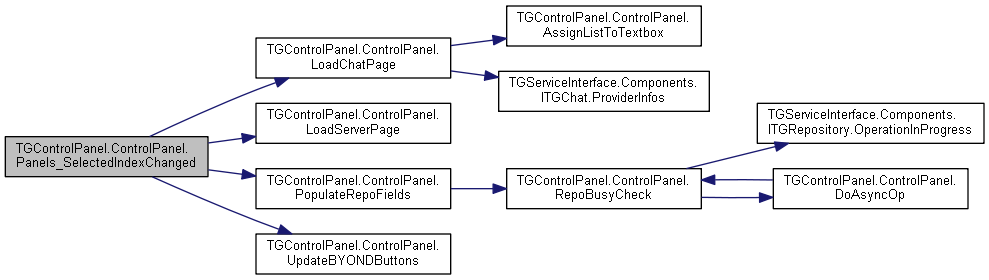 TGControlPanel.ControlPanel.
Panels_SelectedIndexChanged
TGControlPanel.ControlPanel.
LoadChatPage
TGControlPanel.ControlPanel.
AssignListToTextbox
TGServiceInterface.Components.
ITGChat.ProviderInfos
TGControlPanel.ControlPanel.
LoadServerPage
TGControlPanel.ControlPanel.
PopulateRepoFields
TGControlPanel.ControlPanel.
RepoBusyCheck
TGServiceInterface.Components.
ITGRepository.OperationInProgress
TGControlPanel.ControlPanel.
DoAsyncOp
TGControlPanel.ControlPanel.
UpdateBYONDButtons